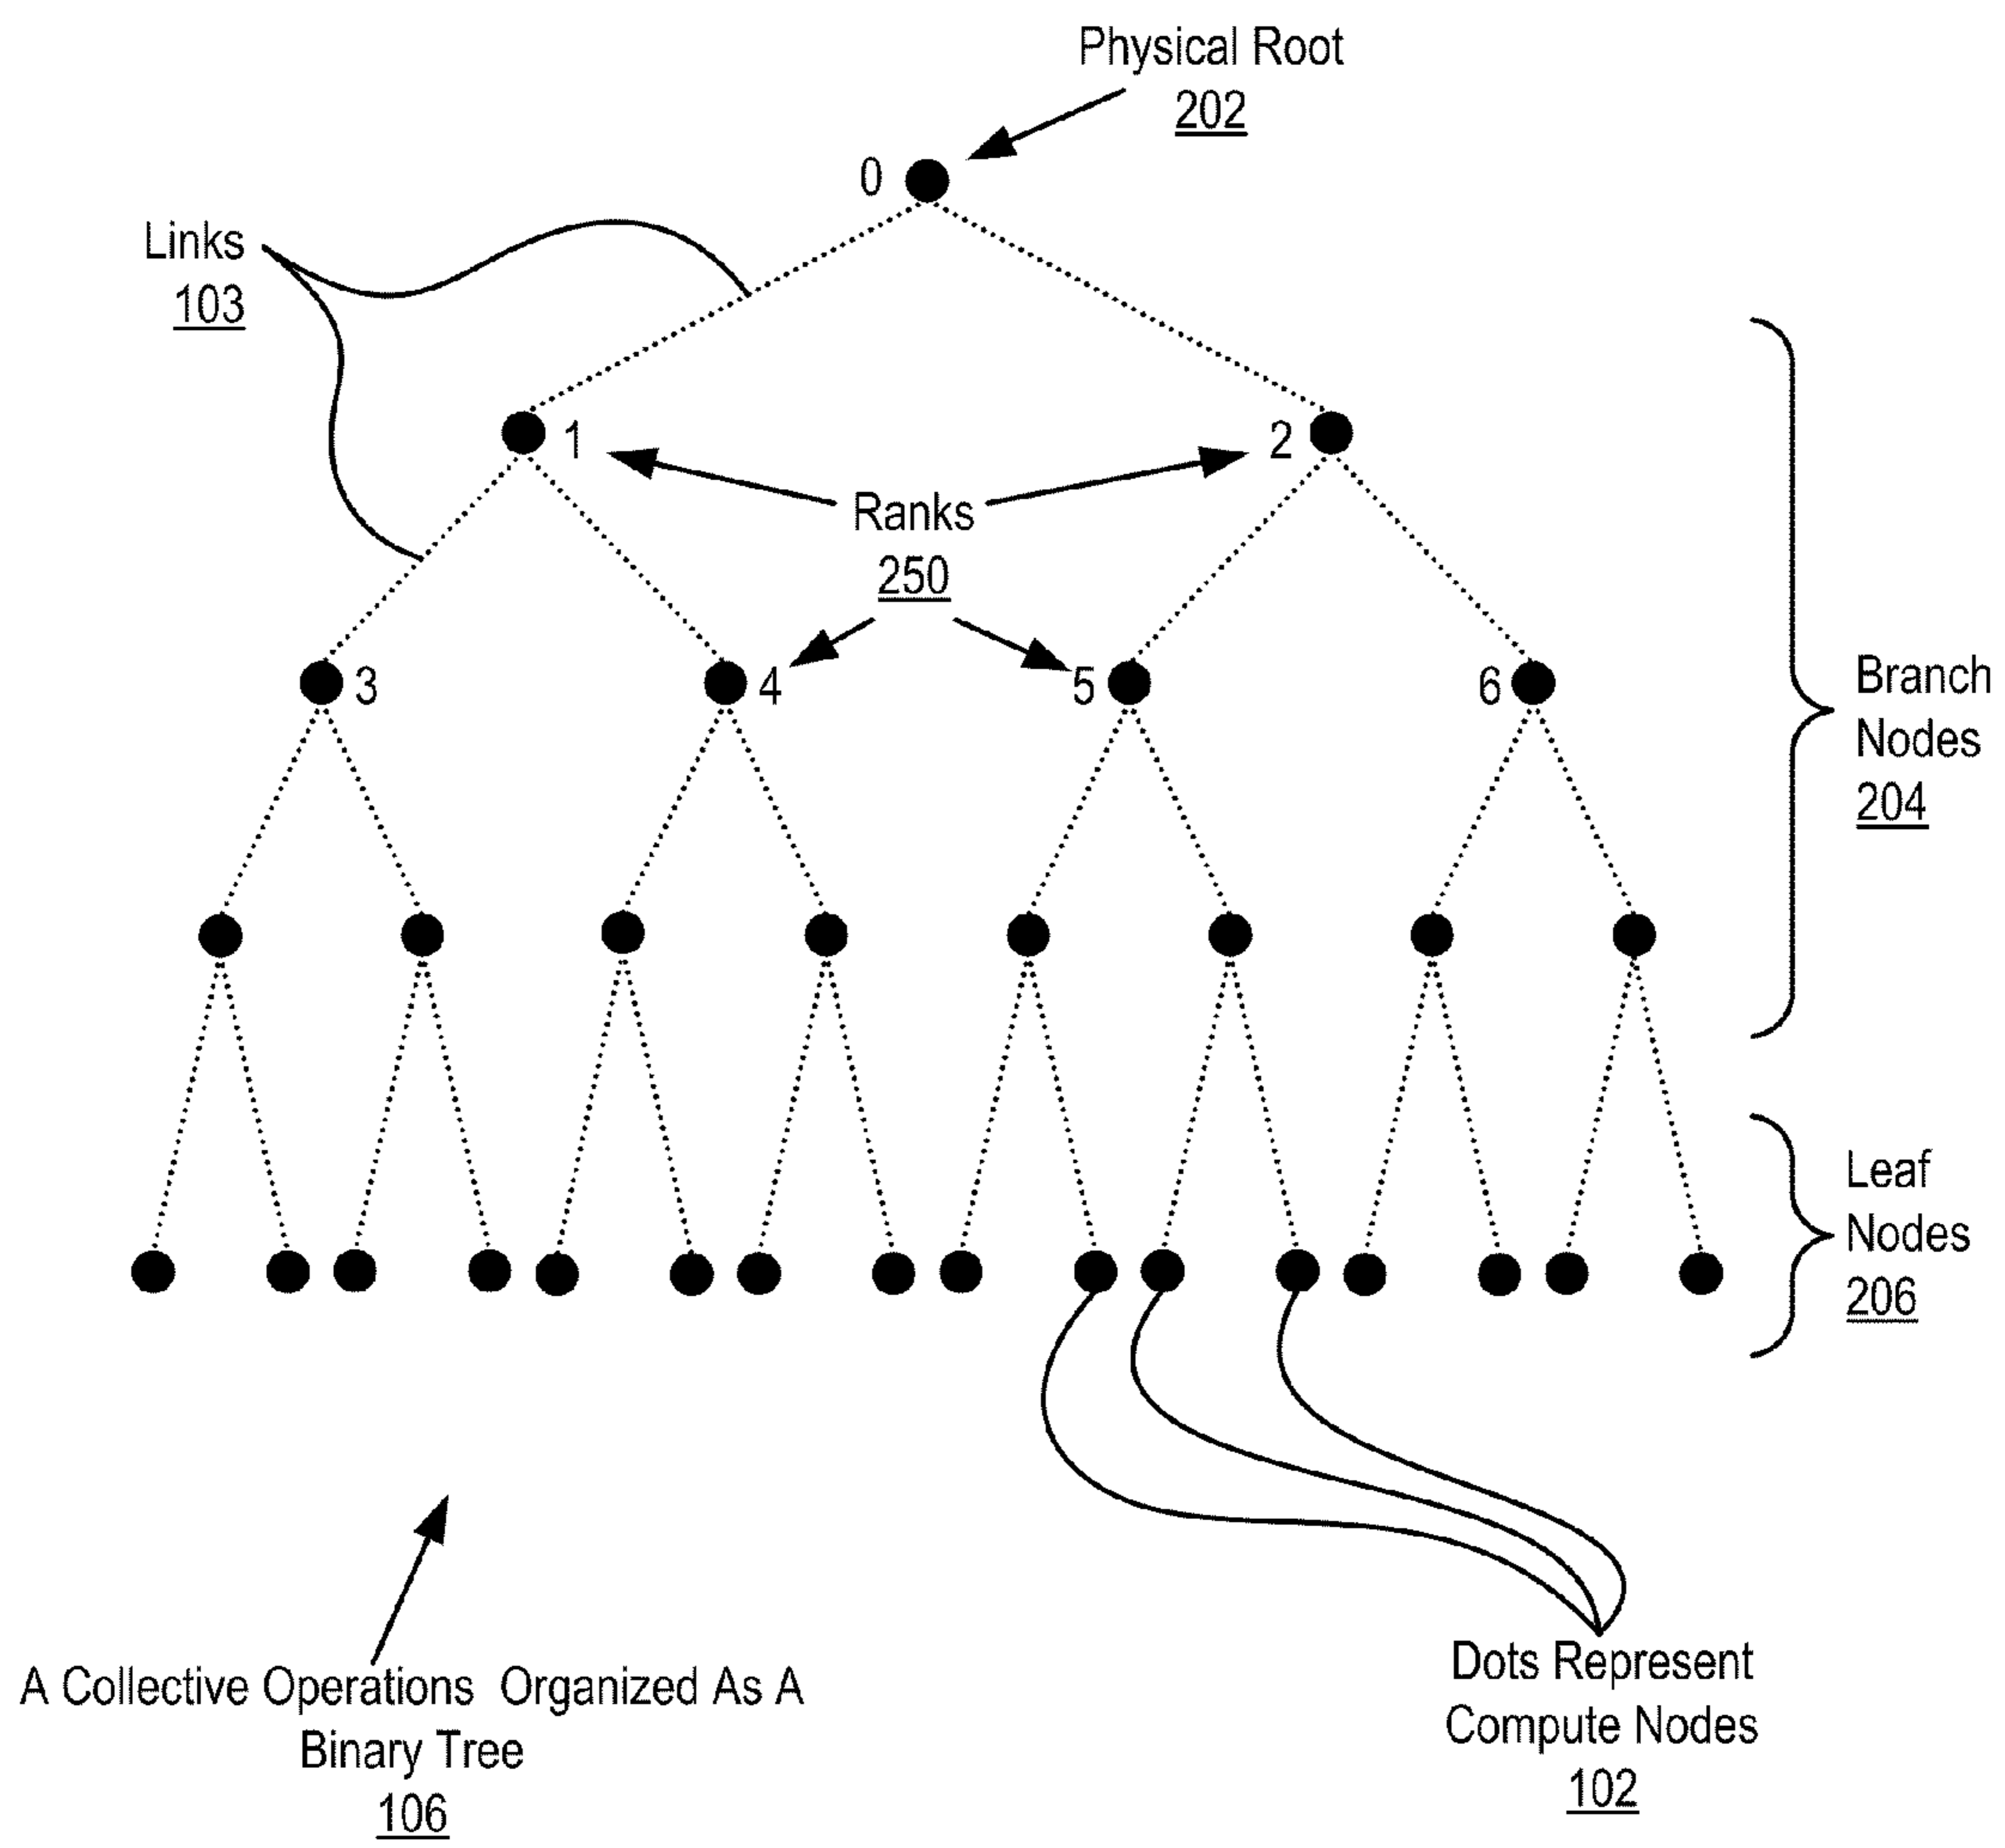 Physical Root
202
0
Links
103
1
2
Ranks
250
3
4
5
6
Branch
Nodes
204
Leaf
Nodes
206
A Collective Operations Organized As A
Binary Tree
106
Dots Represent
Compute Nodes
102